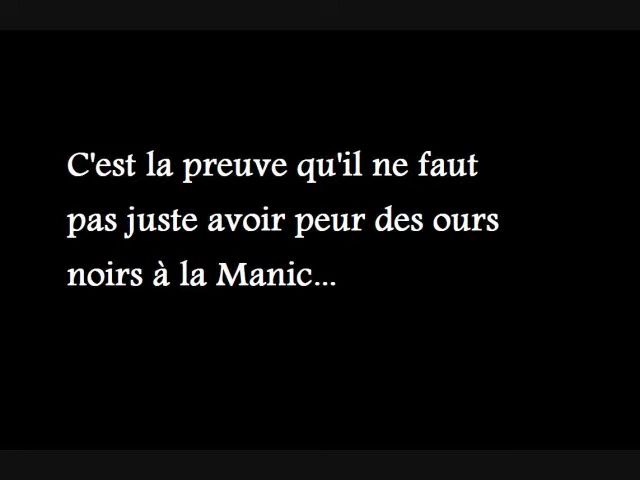 C'est la preuve qu'il ne faut
pas juste avoir peur des ours
noirs à la Manic...